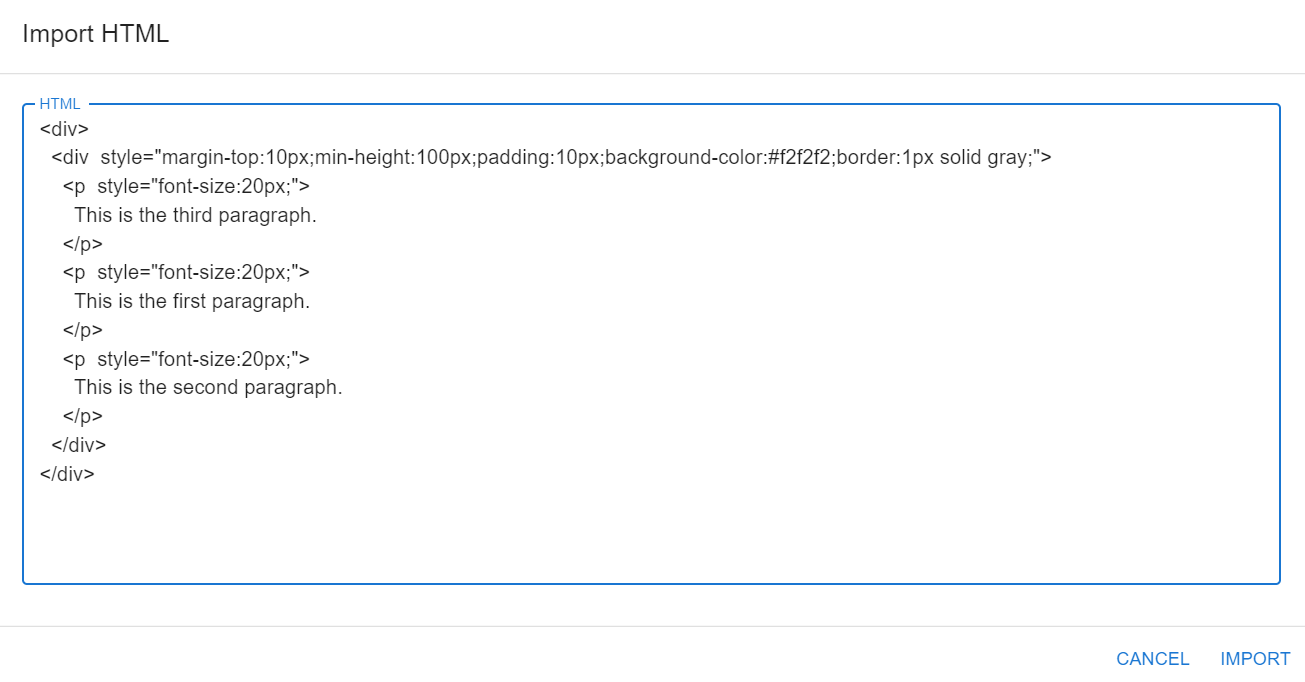 Import HTML
HTML
<div>
  <div  style="margin-top:10px;min-height:100px;padding:10px;background-color:#f2f2f2;border:1px solid gray;">
    <p  style="font-size:20px;">
      This is the third paragraph.
    </p>
    <p  style="font-size:20px;">
      This is the first paragraph.
    </p>
    <p  style="font-size:20px;">
      This is the second paragraph.
    </p>
  </div>
</div>
CANCEL IMPORT